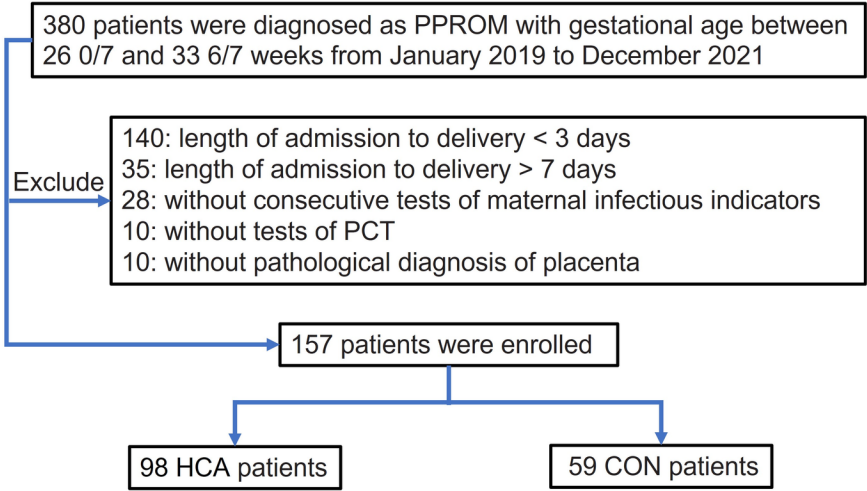 380 patients were diagnosed as PPROM with gestational age between
26 0/7 and 33 6/7 weeks from January 2019 to December 2021
140: length of admission to delivery < 3 days
35: length of admission to delivery > 7 days
Exclude
28: without consecutive tests of maternal infectious indicators
10: without tests of PCT
10: without pathological diagnosis of placenta
157 patients were enrolled
98 HCA patients
59 CON patients